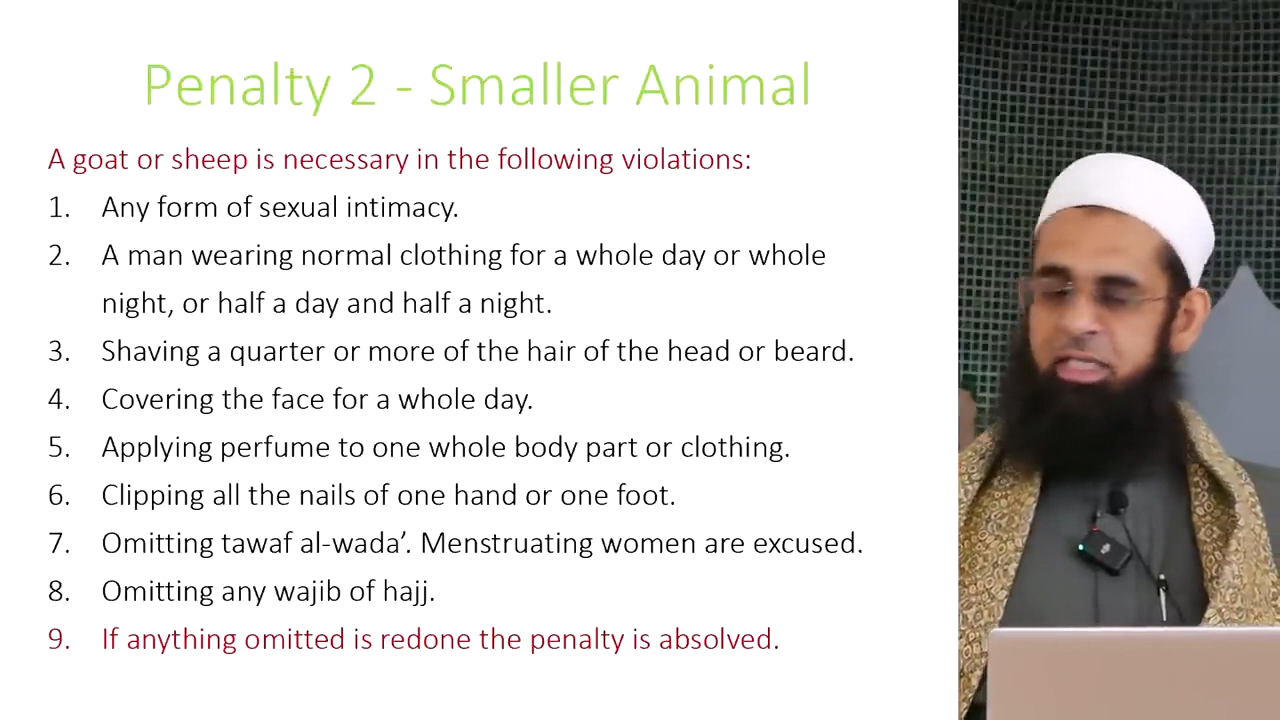 Penalty 2 - Smaller Animal
A goat or sheep is necessary in the following violations:
1. Any form of sexual intimacy.
2. A man wearing normal clothing for a whole day or whole
night, or half a day and half a night.
3. Shaving a quarter or more of the hair of the head or beard.
4. Covering the face for a whole day.
5. Applying perfume to one whole body part or clothing.
6. Clipping all the nails of one hand or one foot.
7. Omitting tawaf al-wada’. Menstruating women are excused.
8. Omitting any wajib of hajj.
9. If anything omitted is redone the penalty is absolved.